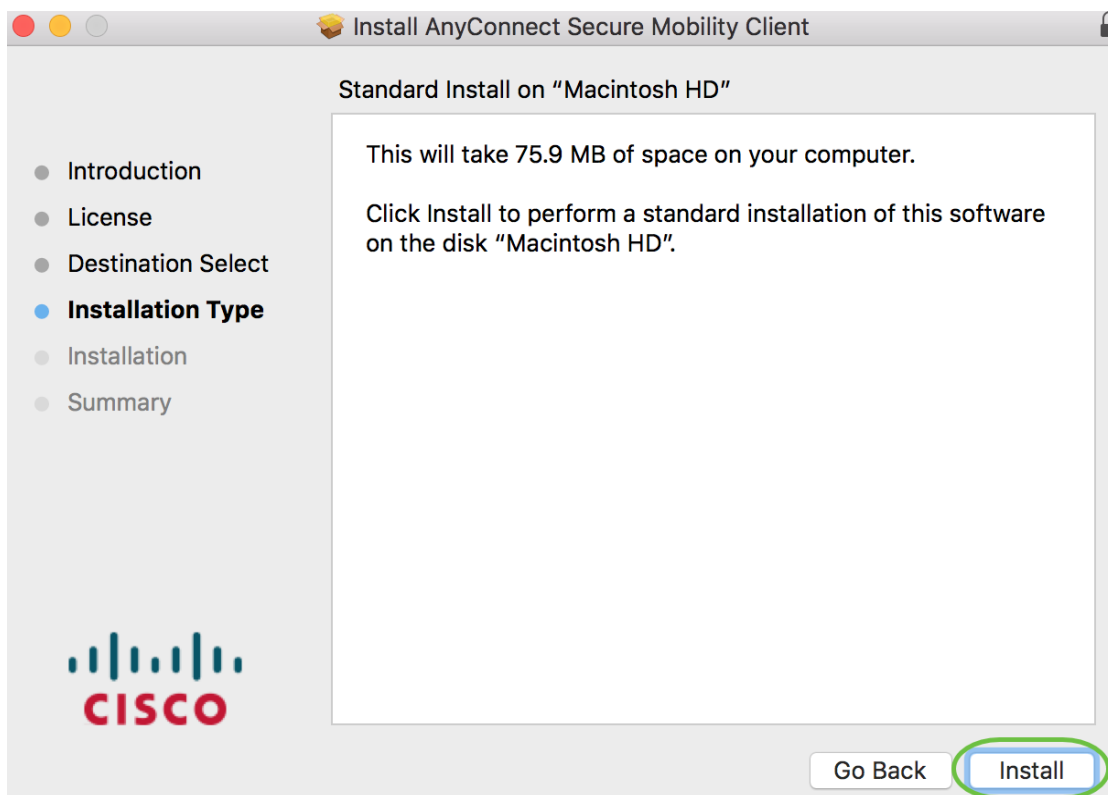 Install AnyConnect Secure Mobility Client
Standard Install on “Macintosh HD”
Introduction
License
Destination Select
Installation Type
Installation
Summary
This will take 75.9 MB of space on your computer.
Click Install to perform a standard installation of this software
on the disk “Macintosh HD”.
CISCO
Go Back
Install